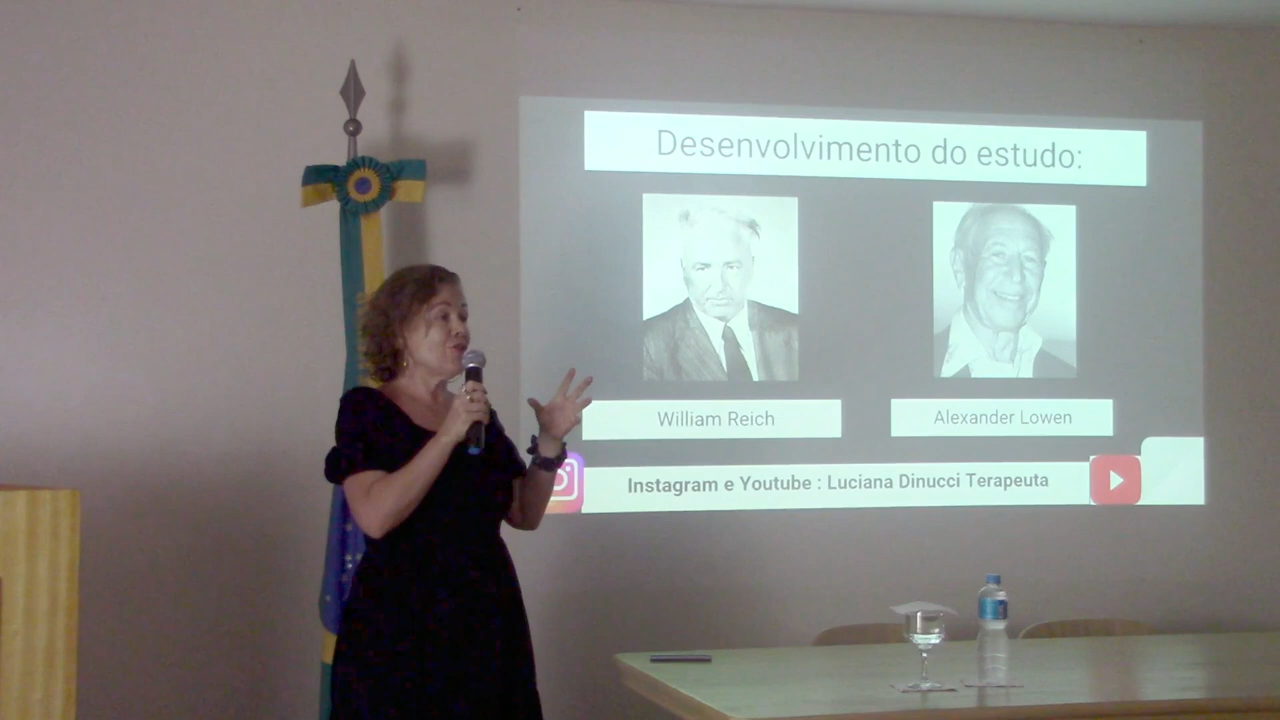 Desenvolvimento do estudo:
William Reich
Alexander Lowen
Instagram e Youtube : Luciana Dinucci Terapeuta